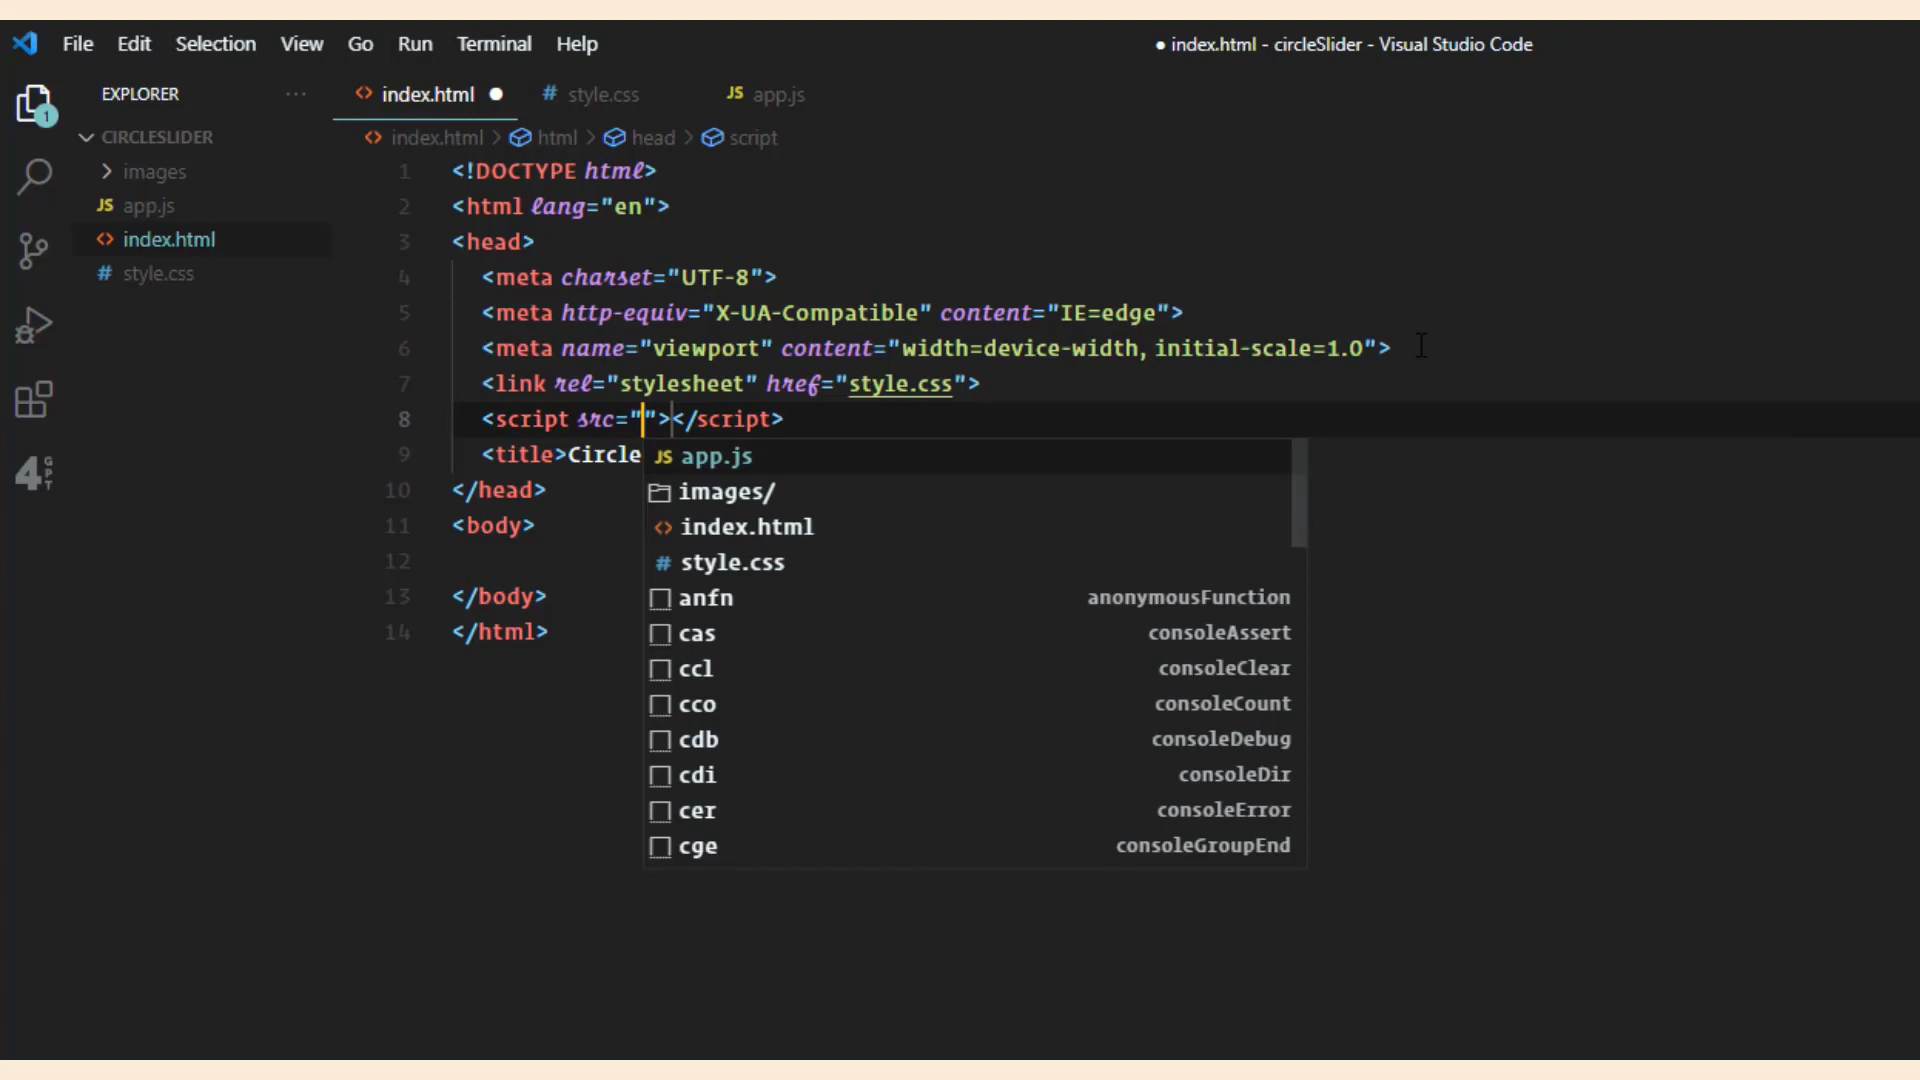 File Edit Selection View Go Run Terminal Help
● index.html - circleSlider - Visual Studio Code
EXPLORER ···
index.html ● # style.css JS app.js
1
CIRCLESLIDER
images
JS app.js
index.html
# style.css
4 GPT
index.html > html > head > script
1 <!DOCTYPE html>
2 <html lang="en">
3 <head>
4 <meta charset="UTF-8">
5 <meta http-equiv="X-UA-Compatible" content="IE=edge">
6 <meta name="viewport" content="width=device-width, initial-scale=1.0">
7 <link rel="stylesheet" href="style.css">
8 <script src=""></script>
9 <title>Circle
10 </head>
11 <body>
12
13 </body>
14 </html>
JS app.js
images/
index.html
# style.css
anfn anonymousFunction
cas consoleAssert
ccl consoleClear
cco consoleCount
cdb consoleDebug
cdi consoleDir
cer consoleError
cge consoleGroupEnd